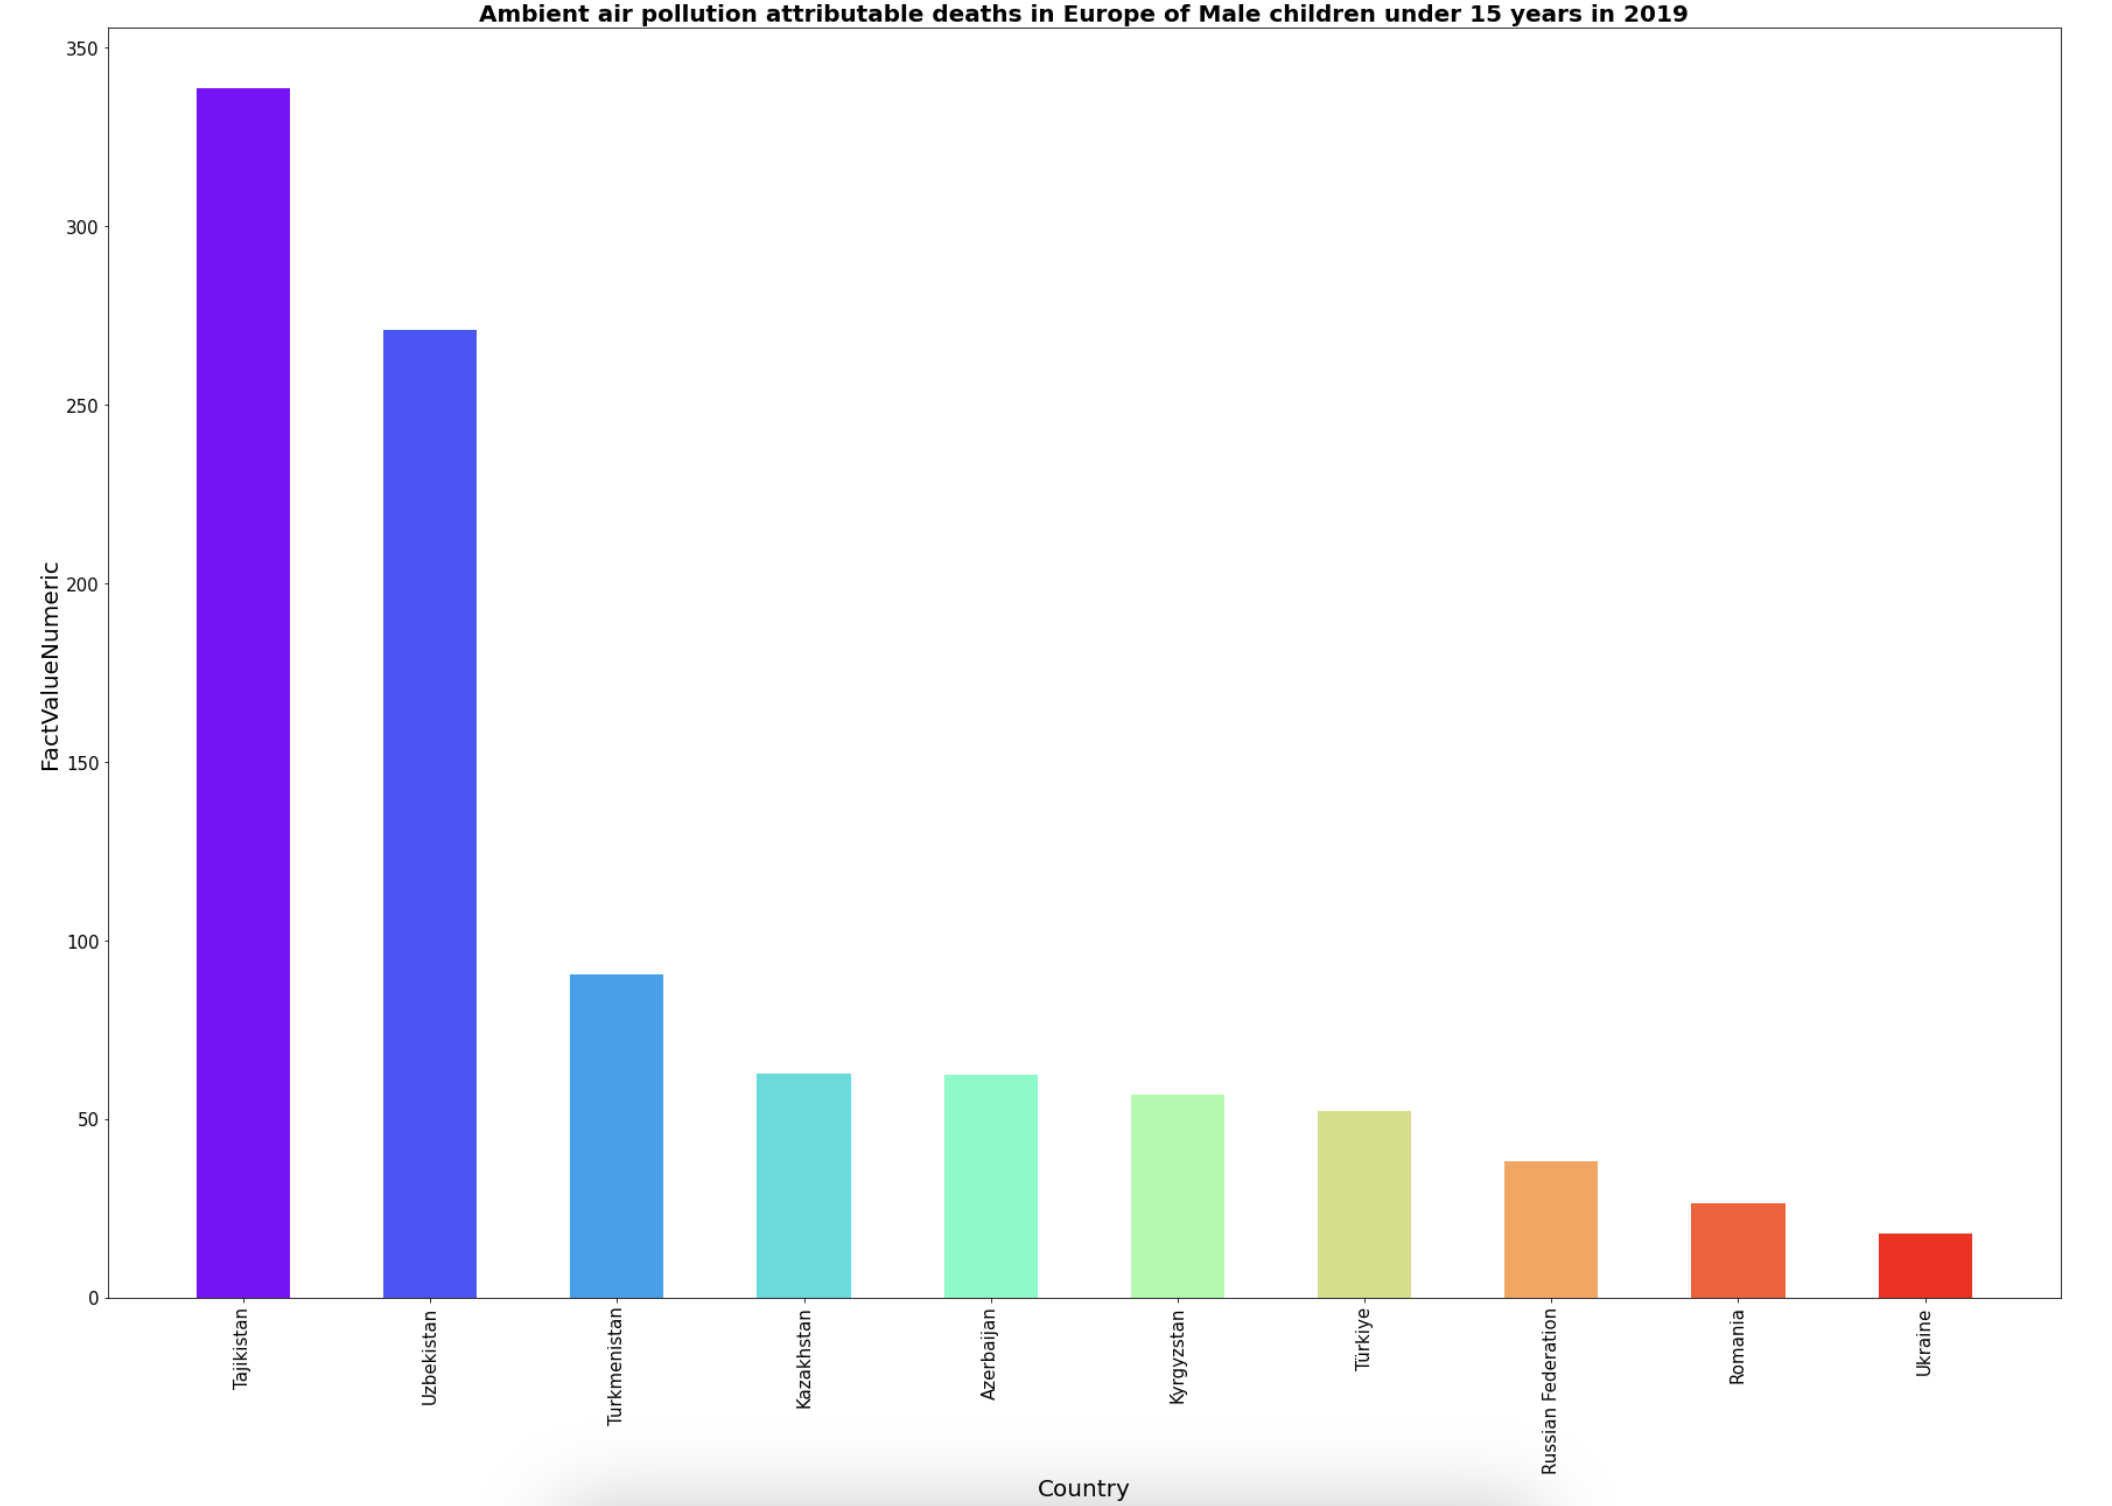 Ambient air pollution attributable deaths in Europe of Male children under 15 years in 2019
FactValueNumeric
350
300
250
200
150
100
50
0
Tajikistan
Uzbekistan
Turkmenistan
Kazakhstan
Azerbaijan
Kyrgyzstan
Türkiye
Russian Federation
Romania
Ukraine
Country